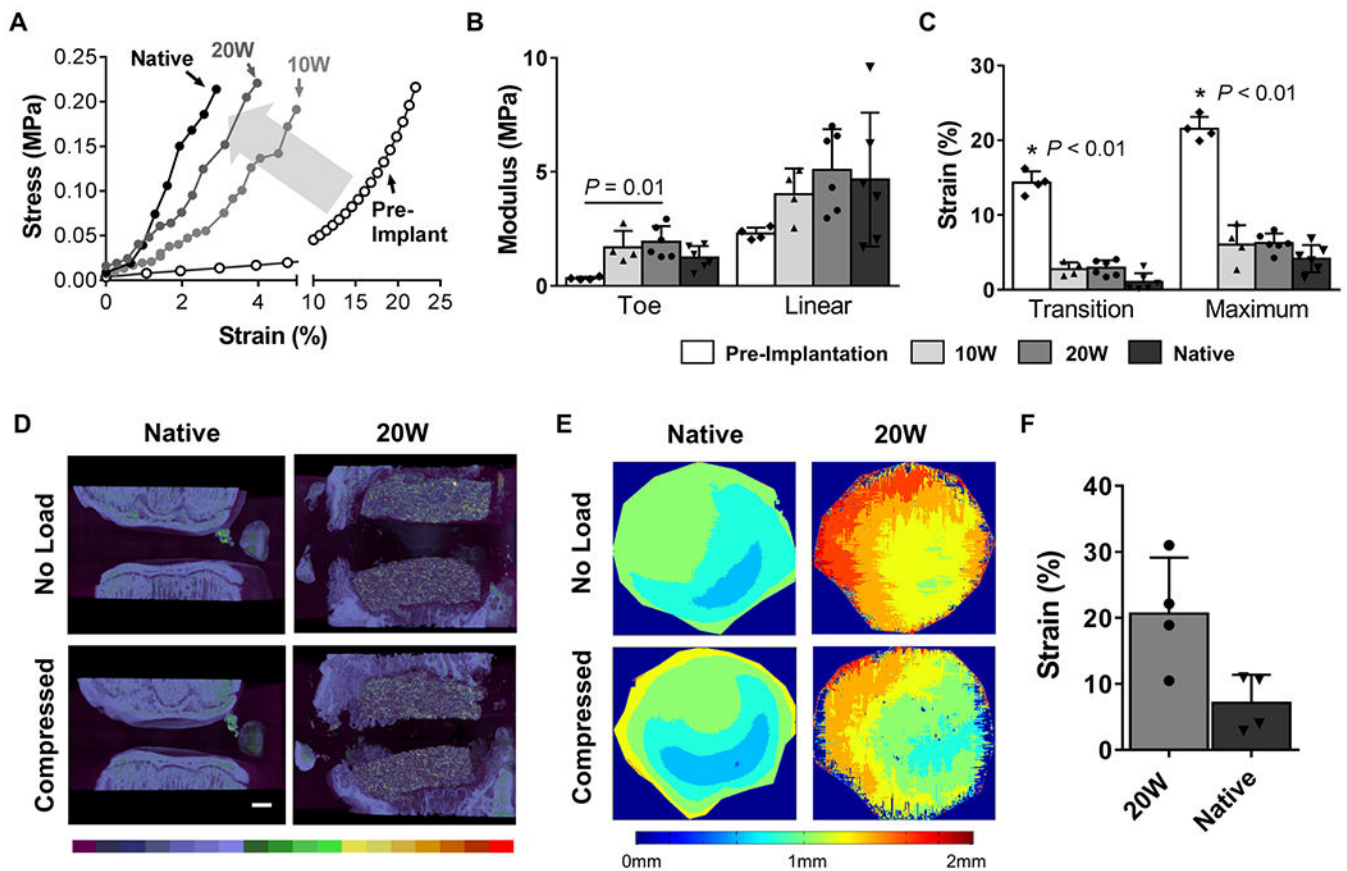 A
Native
20W
10W
Pre-
Implant
Stress (MPa)
0.25
0.20
0.15
0.10
0.05
0.00
0
2
4
10
15
20
25
Strain (%)
B
Modulus (MPa)
10
5
0
P = 0.01
Toe
Linear
C
Strain (%)
30
20
10
0
* P < 0.01
* P < 0.01
Transition
Maximum
Pre-Implantation
10W
20W
Native
D
Native
20W
No Load
Compressed
E
Native
20W
No Load
Compressed
0mm
1mm
2mm
F
Strain (%)
40
30
20
10
0
20W
Native